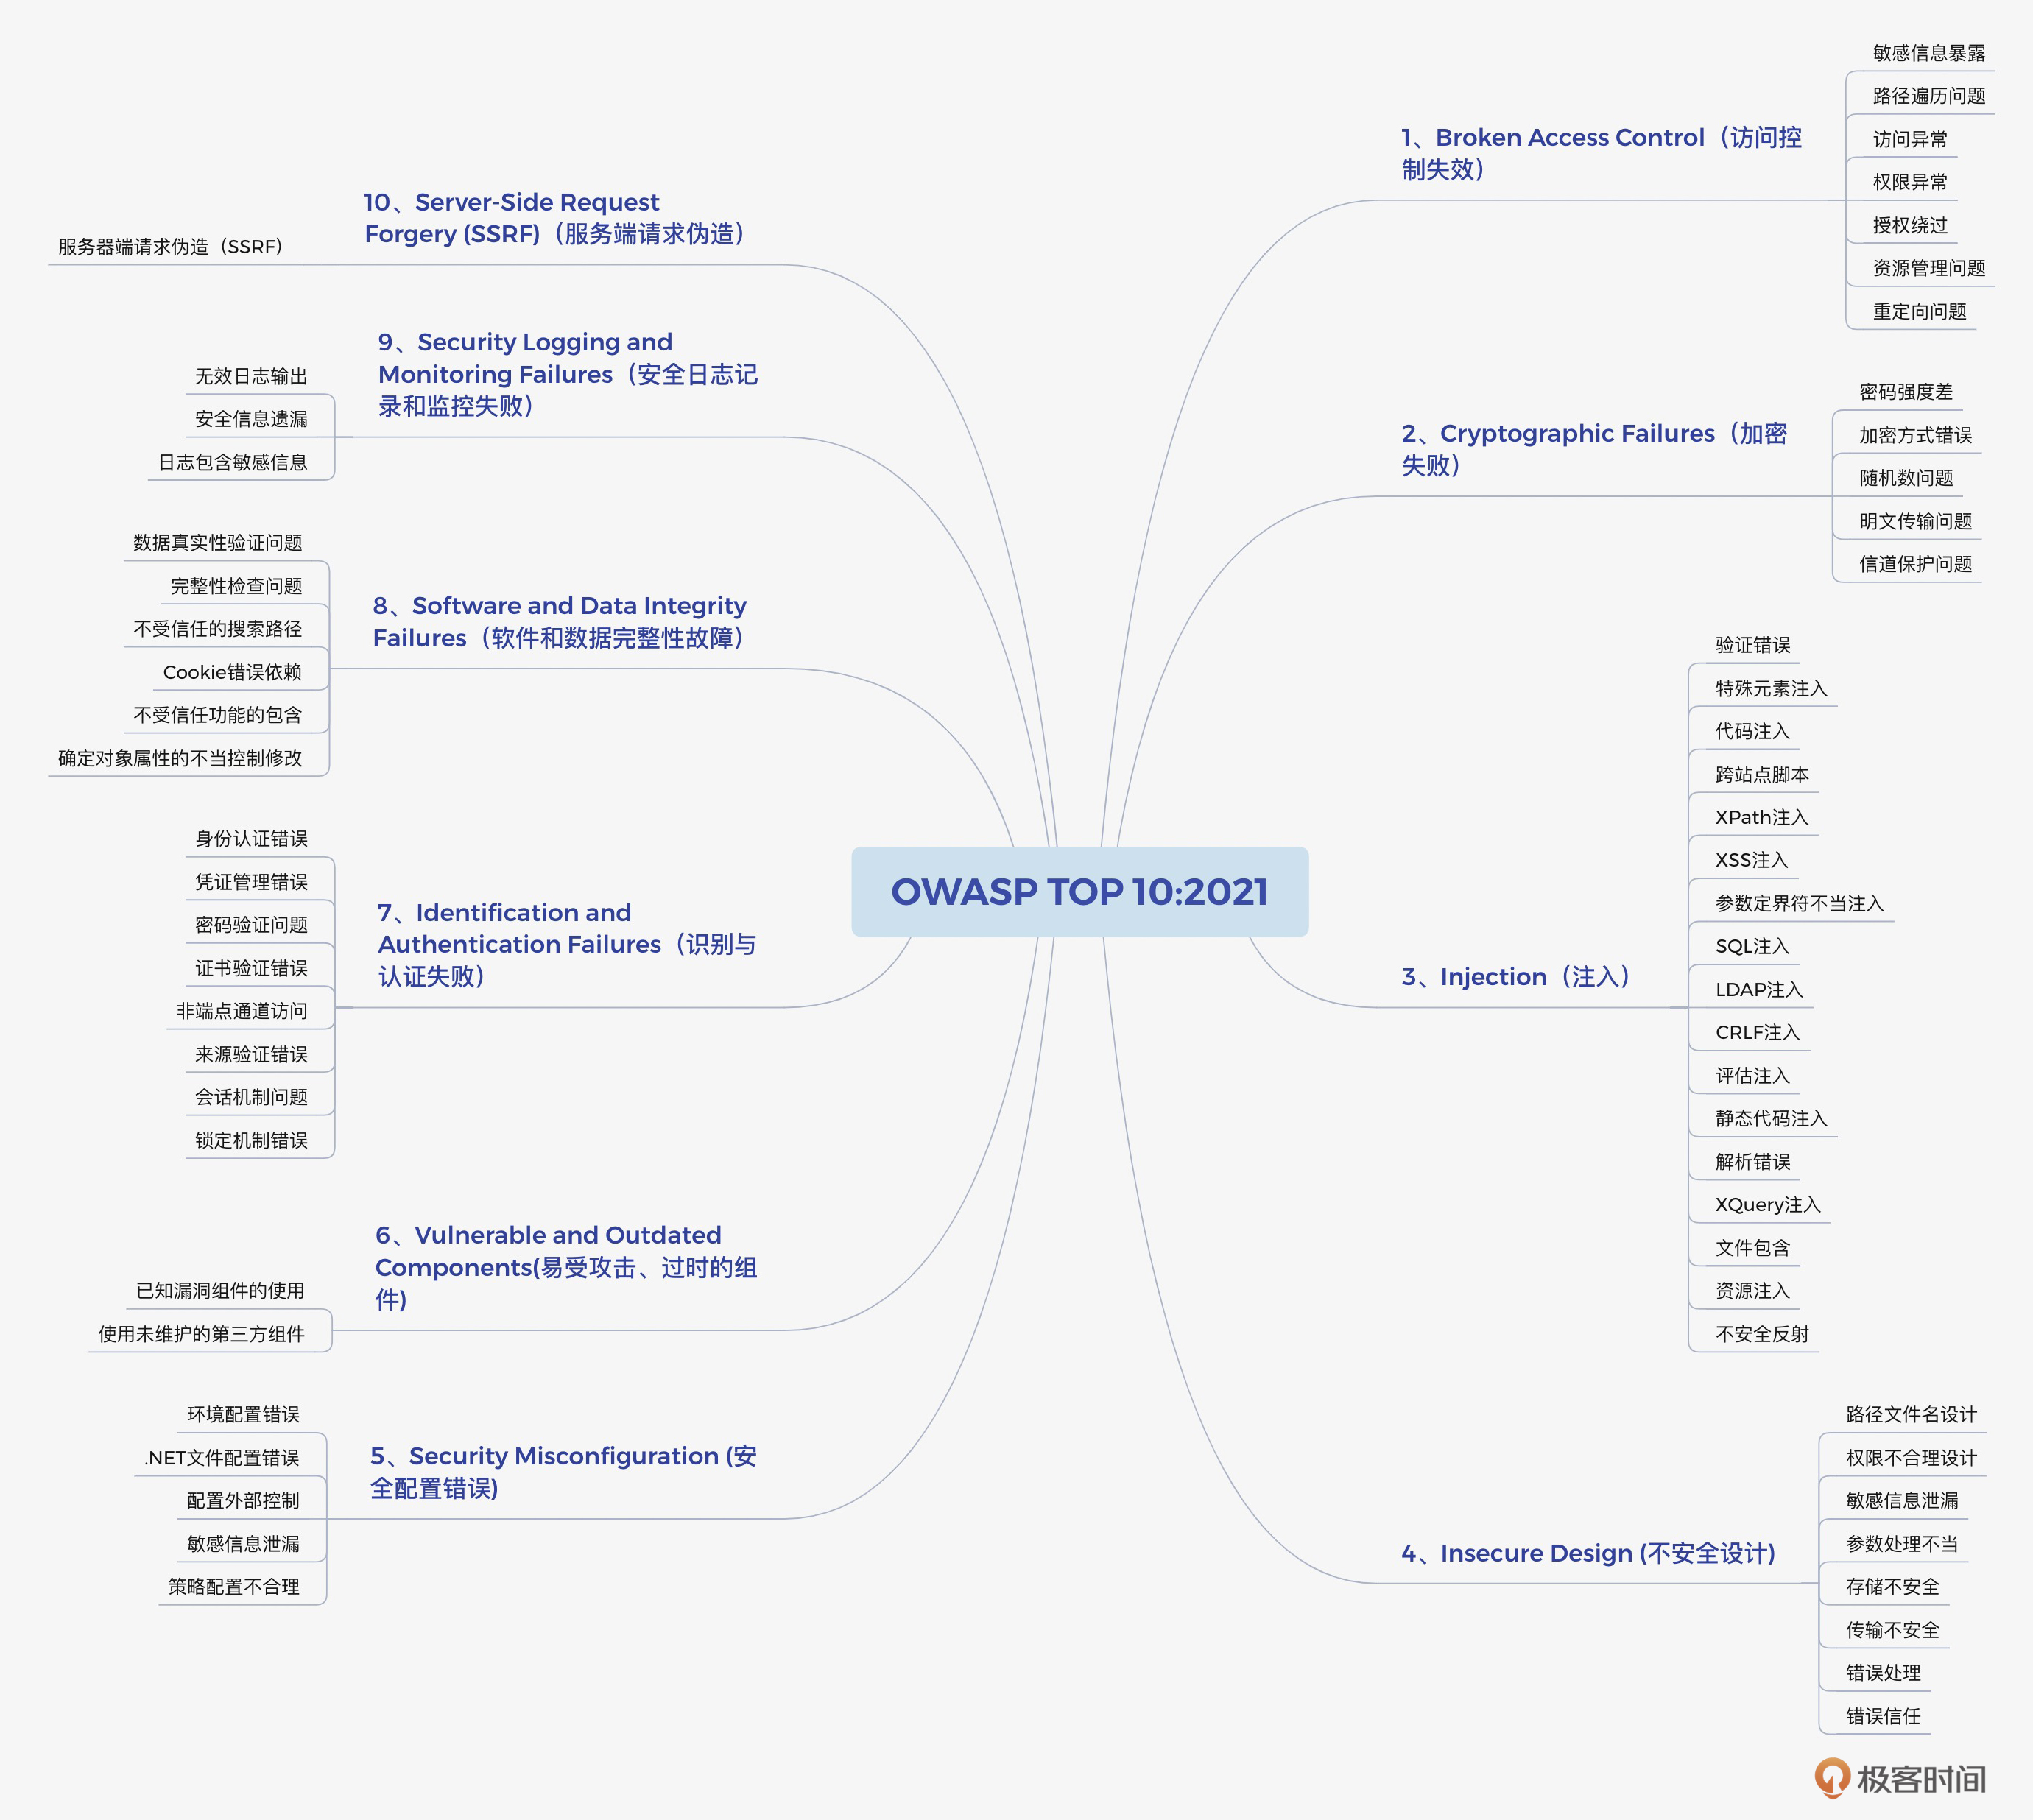 OWASP TOP 10:2021
1、Broken Access Control（访问控
制失效）
敏感信息暴露
路径遍历问题
访问异常
权限异常
授权绕过
资源管理问题
重定向问题
2、Cryptographic Failures（加密
失败）
密码强度差
加密方式错误
随机数问题
明文传输问题
信道保护问题
3、Injection（注入）
验证错误
特殊元素注入
代码注入
跨站点脚本
XPath注入
XSS注入
参数定界符不当注入
SQL注入
LDAP注入
CRLF注入
评估注入
静态代码注入
解析错误
XQuery注入
文件包含
资源注入
不安全反射
4、Insecure Design (不安全设计)
路径文件名设计
权限不合理设计
敏感信息泄漏
参数处理不当
存储不安全
传输不安全
错误处理
错误信任
5、Security Misconfiguration (安
全配置错误)
环境配置错误
.NET文件配置错误
配置外部控制
敏感信息泄漏
策略配置不合理
6、Vulnerable and Outdated
Components(易受攻击、过时的组
件)
已知漏洞组件的使用
使用未维护的第三方组件
7、Identification and
Authentication Failures（识别与
认证失败）
身份认证错误
凭证管理错误
密码验证问题
证书验证错误
非端点通道访问
来源验证错误
会话机制问题
锁定机制错误
8、Software and Data Integrity
Failures（软件和数据完整性故障）
数据真实性验证问题
完整性检查问题
不受信任的搜索路径
Cookie错误依赖
不受信任功能的包含
确定对象属性的不当控制修改
9、Security Logging and
Monitoring Failures（安全日志记
录和监控失败）
无效日志输出
安全信息遗漏
日志包含敏感信息
10、Server-Side Request
Forgery (SSRF)（服务端请求伪造）
服务器端请求伪造（SSRF）
极客时间